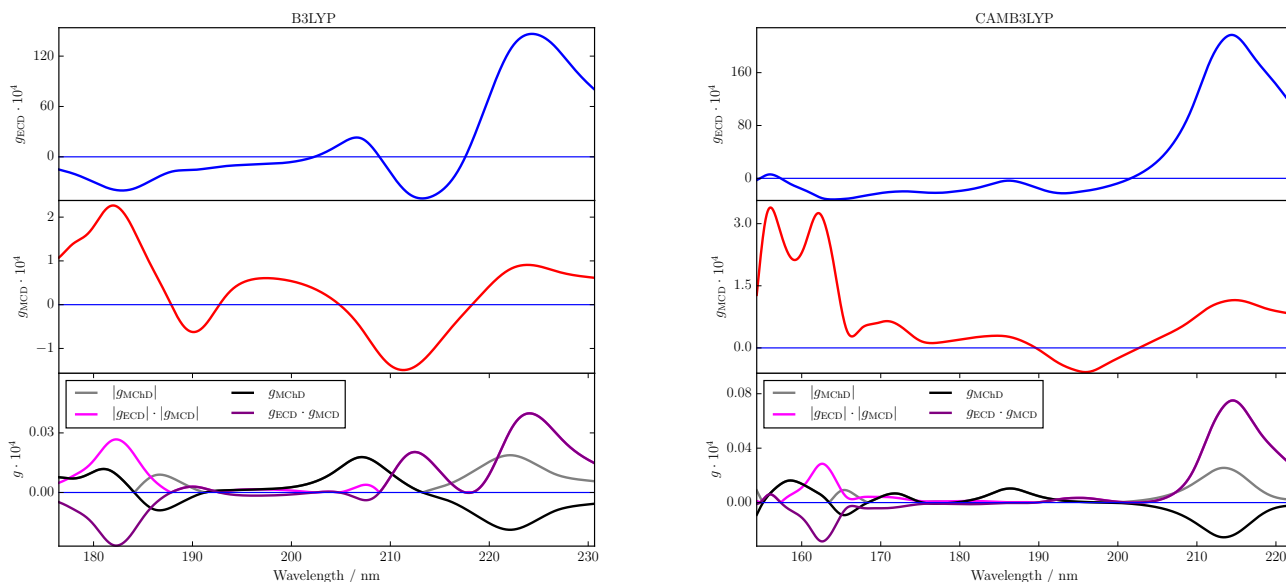 B3LYP
g_ECD · 10^4
120
60
0
g_MCD · 10^4
2
1
0
−1
g · 10^4
0.03
0.00
|g_MChD|
g_MChD
|g_ECD| · |g_MCD|
g_ECD · g_MCD
180
190
200
210
220
230
Wavelength / nm
CAMB3LYP
g_ECD · 10^4
160
80
0
g_MCD · 10^4
3.0
1.5
0.0
g · 10^4
0.08
0.04
0.00
|g_MChD|
g_MChD
|g_ECD| · |g_MCD|
g_ECD · g_MCD
160
170
180
190
200
210
220
Wavelength / nm